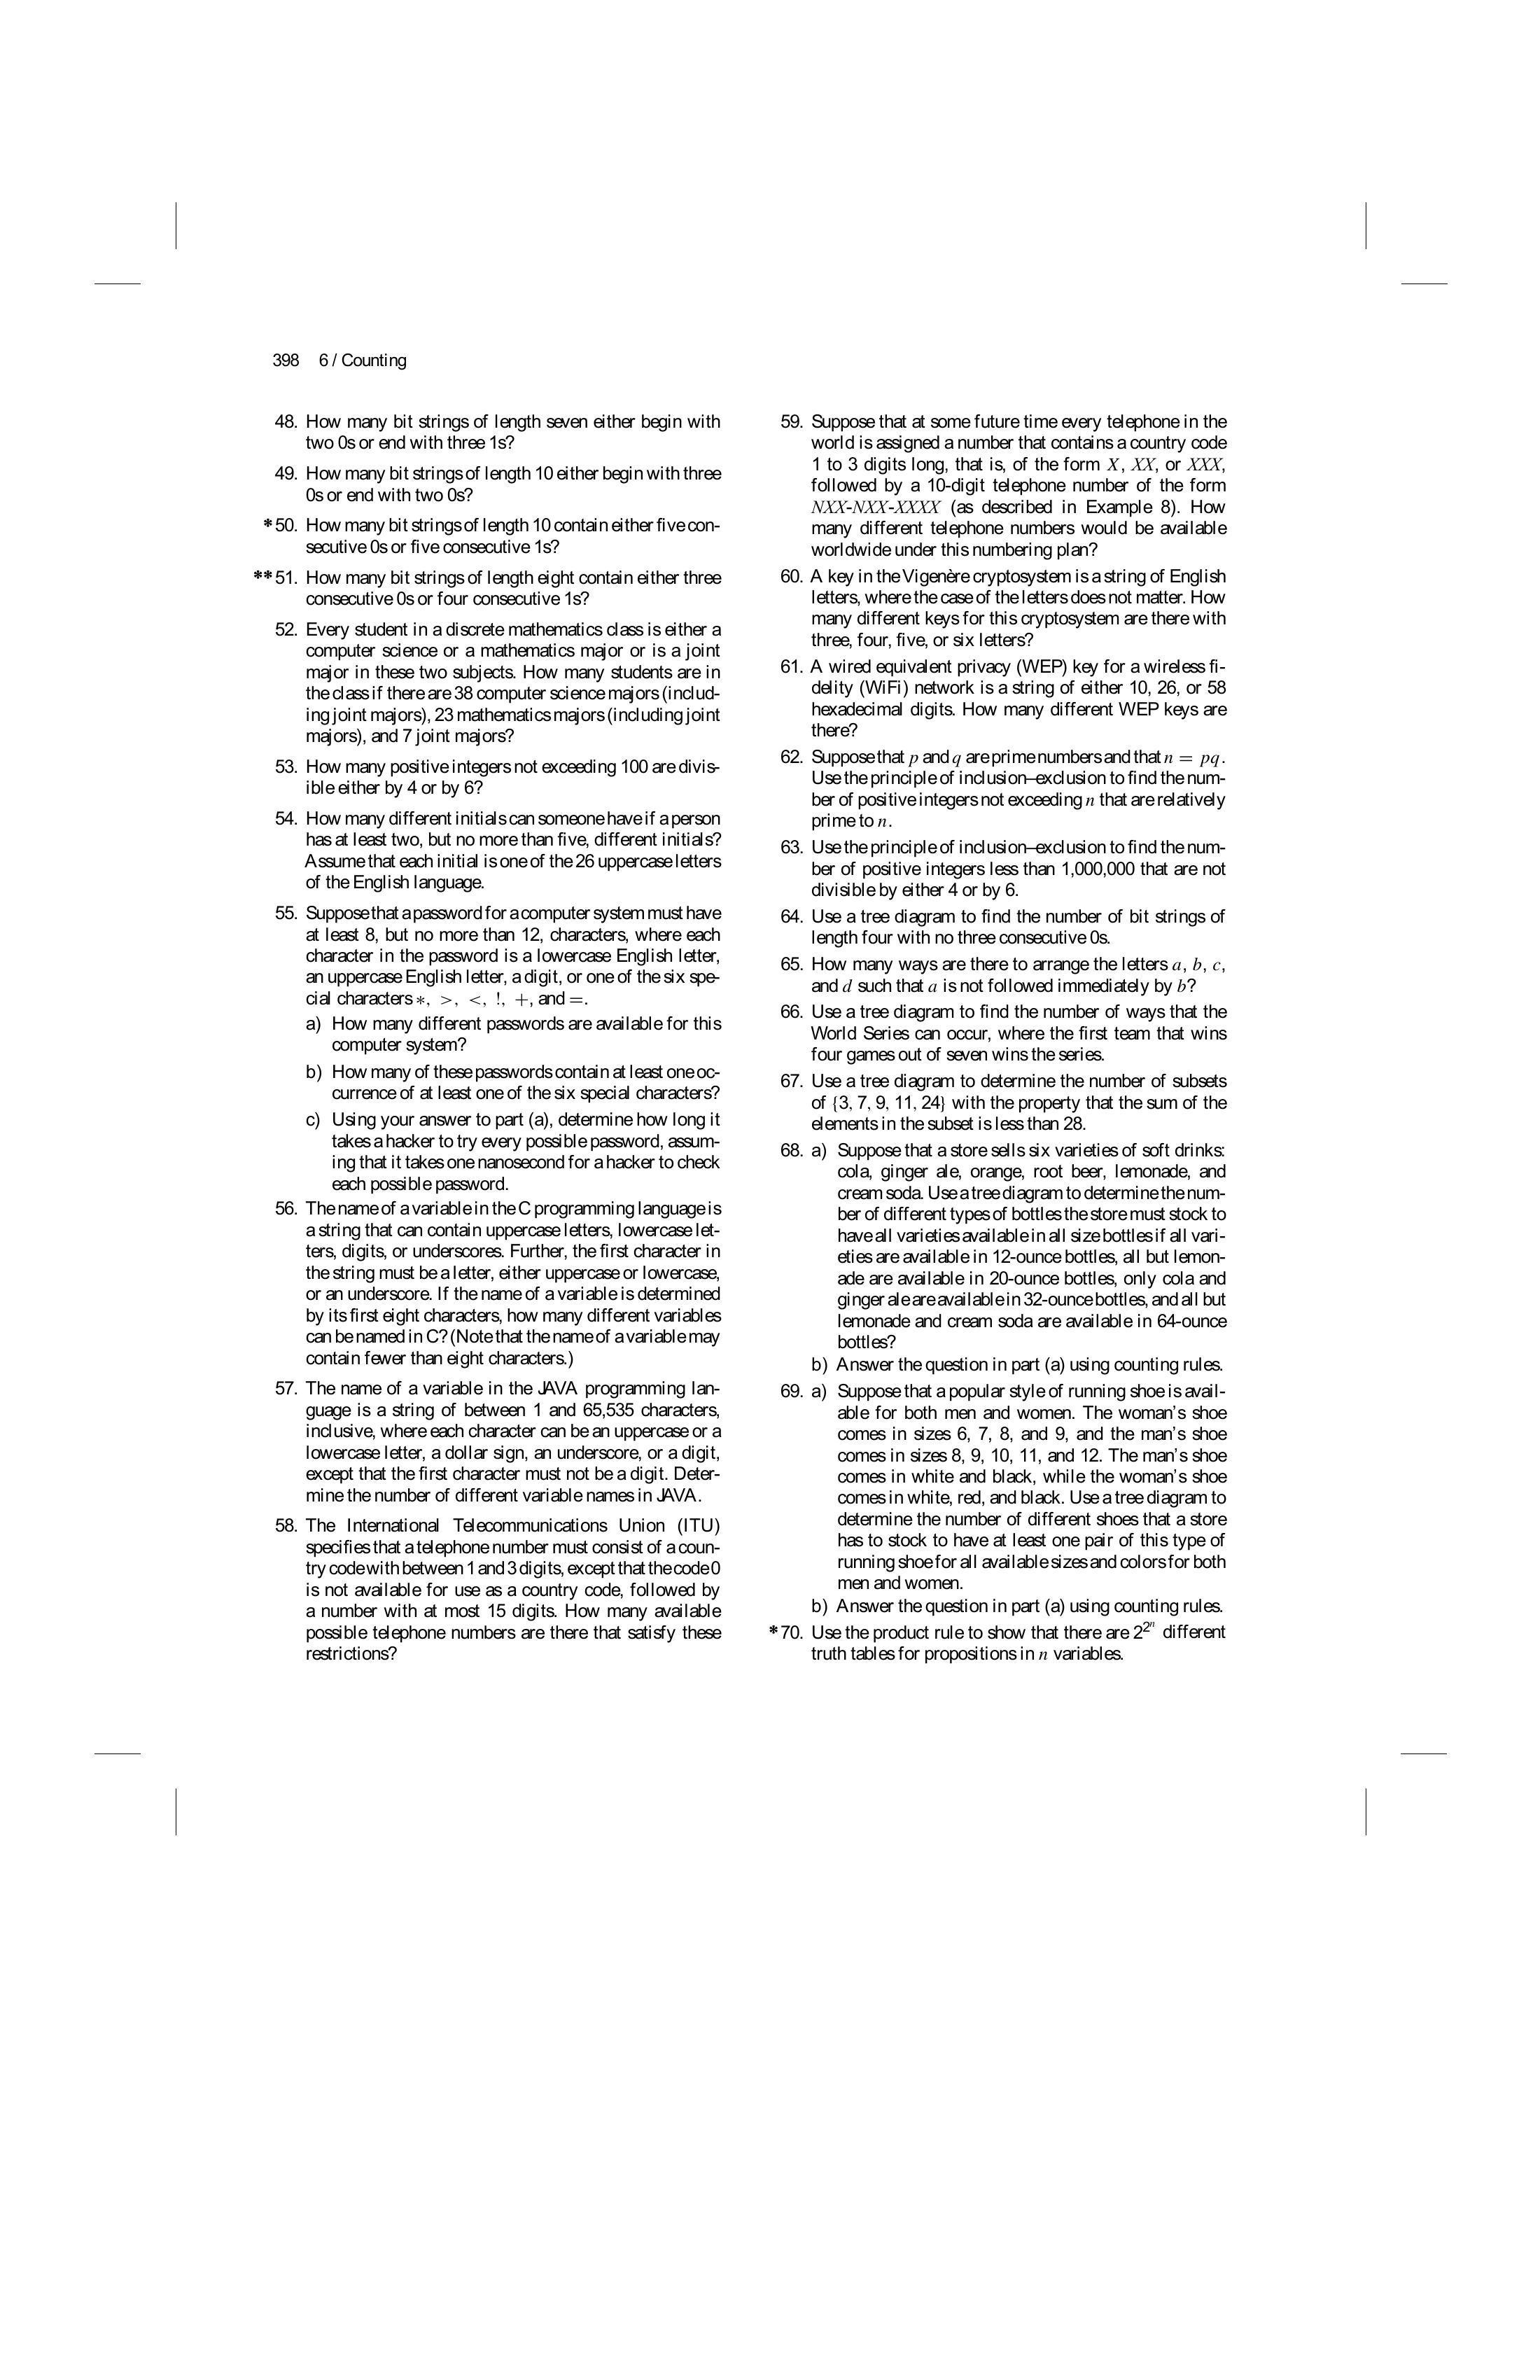 398 6 / Counting
48. How many bit strings of length seven either begin with
two 0s or end with three 1s?
49. How many bit strings of length 10 either begin with three
0s or end with two 0s?
*50. How many bit strings of length 10 contain either five con-
secutive 0s or five consecutive 1s?
**51. How many bit strings of length eight contain either three
consecutive 0s or four consecutive 1s?
52. Every student in a discrete mathematics class is either a
computer science or a mathematics major or is a joint
major in these two subjects. How many students are in
the class if there are 38 computer science majors (includ-
ing joint majors), 23 mathematics majors (including joint
majors), and 7 joint majors?
53. How many positive integers not exceeding 100 are divis-
ible either by 4 or by 6?
54. How many different initials can someone have if a person
has at least two, but no more than five, different initials?
Assume that each initial is one of the 26 uppercase letters
of the English language.
55. Suppose that a password for a computer system must have
at least 8, but no more than 12, characters, where each
character in the password is a lowercase English letter,
an uppercase English letter, a digit, or one of the six spe-
cial characters ∗, >, <, !, +, and =.
a) How many different passwords are available for this
computer system?
b) How many of these passwords contain at least one oc-
currence of at least one of the six special characters?
c) Using your answer to part (a), determine how long it
takes a hacker to try every possible password, assum-
ing that it takes one nanosecond for a hacker to check
each possible password.
56. The name of a variable in the C programming language is
a string that can contain uppercase letters, lowercase let-
ters, digits, or underscores. Further, the first character in
the string must be a letter, either uppercase or lowercase,
or an underscore. If the name of a variable is determined
by its first eight characters, how many different variables
can be named in C? (Note that the name of a variable may
contain fewer than eight characters.)
57. The name of a variable in the JAVA programming lan-
guage is a string of between 1 and 65,535 characters,
inclusive, where each character can be an uppercase or a
lowercase letter, a dollar sign, an underscore, or a digit,
except that the first character must not be a digit. Deter-
mine the number of different variable names in JAVA.
58. The International Telecommunications Union (ITU)
specifies that a telephone number must consist of a coun-
try code with between 1 and 3 digits, except that the code 0
is not available for use as a country code, followed by
a number with at most 15 digits. How many available
possible telephone numbers are there that satisfy these
restrictions?
59. Suppose that at some future time every telephone in the
world is assigned a number that contains a country code
1 to 3 digits long, that is, of the form X, XX, or XXX,
followed by a 10-digit telephone number of the form
NXX-NXX-XXXX (as described in Example 8). How
many different telephone numbers would be available
worldwide under this numbering plan?
60. A key in the Vigenère cryptosystem is a string of English
letters, where the case of the letters does not matter. How
many different keys for this cryptosystem are there with
three, four, five, or six letters?
61. A wired equivalent privacy (WEP) key for a wireless fi-
delity (WiFi) network is a string of either 10, 26, or 58
hexadecimal digits. How many different WEP keys are
there?
62. Suppose that p and q are prime numbers and that n = pq.
Use the principle of inclusion–exclusion to find the num-
ber of positive integers not exceeding n that are relatively
prime to n.
63. Use the principle of inclusion–exclusion to find the num-
ber of positive integers less than 1,000,000 that are not
divisible by either 4 or by 6.
64. Use a tree diagram to find the number of bit strings of
length four with no three consecutive 0s.
65. How many ways are there to arrange the letters a, b, c,
and d such that a is not followed immediately by b?
66. Use a tree diagram to find the number of ways that the
World Series can occur, where the first team that wins
four games out of seven wins the series.
67. Use a tree diagram to determine the number of subsets
of {3, 7, 9, 11, 24} with the property that the sum of the
elements in the subset is less than 28.
68. a) Suppose that a store sells six varieties of soft drinks:
cola, ginger ale, orange, root beer, lemonade, and
cream soda. Use a tree diagram to determine the num-
ber of different types of bottles the store must stock to
have all varieties available in all size bottles if all vari-
eties are available in 12-ounce bottles, all but lemon-
ade are available in 20-ounce bottles, only cola and
ginger ale are available in 32-ounce bottles, and all but
lemonade and cream soda are available in 64-ounce
bottles?
b) Answer the question in part (a) using counting rules.
69. a) Suppose that a popular style of running shoe is avail-
able for both men and women. The woman's shoe
comes in sizes 6, 7, 8, and 9, and the man's shoe
comes in sizes 8, 9, 10, 11, and 12. The man's shoe
comes in white and black, while the woman's shoe
comes in white, red, and black. Use a tree diagram to
determine the number of different shoes that a store
has to stock to have at least one pair of this type of
running shoe for all available sizes and colors for both
men and women.
b) Answer the question in part (a) using counting rules.
*70. Use the product rule to show that there are 2^{2^n} different
truth tables for propositions in n variables.